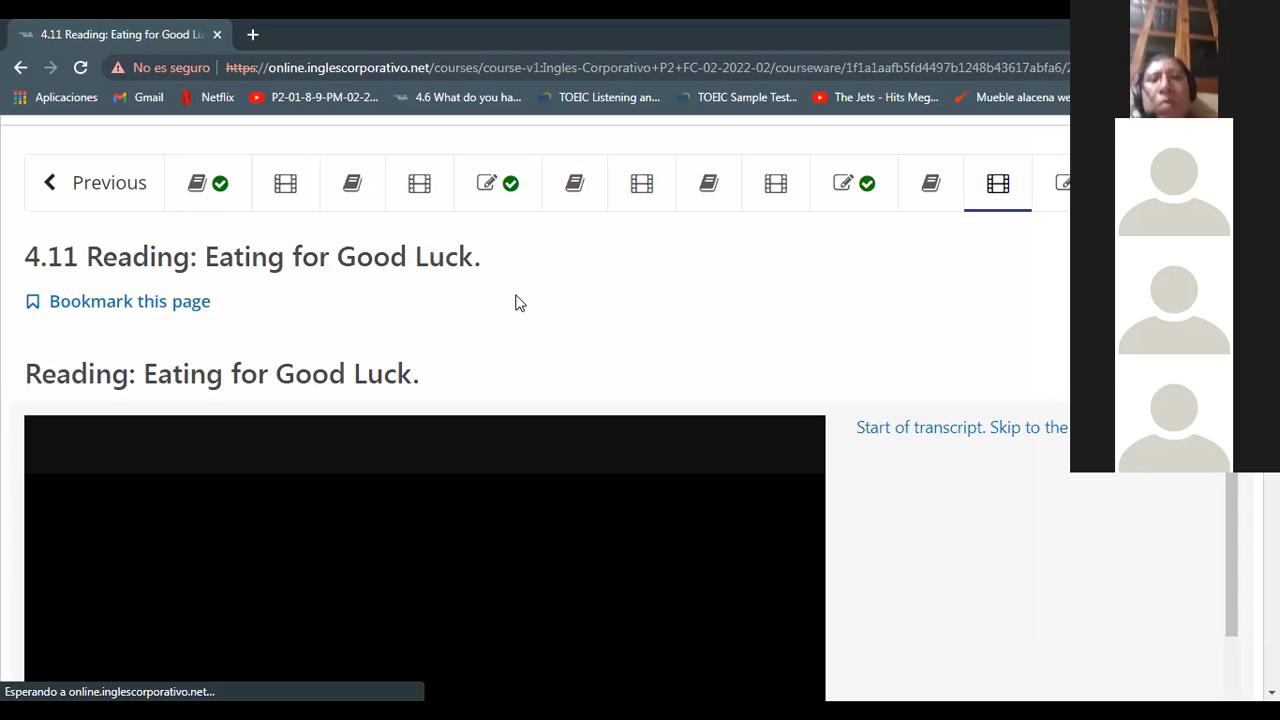 4.11 Reading: Eating for Good Lu
No es seguro | https://online.inglescorporativo.net/courses/course-v1:Ingles-Corporativo+P2+FC-02-2022-02/courseware/1f1a1aafb5fd4497b1248b43617abfa6/2
Aplicaciones Gmail Netflix P2-01-8-9-PM-02-2... 4.6 What do you ha... TOEIC Listening an... TOEIC Sample Test... The Jets - Hits Meg... Mueble alacena we
Previous
4.11 Reading: Eating for Good Luck.
Bookmark this page
Reading: Eating for Good Luck.
Start of transcript. Skip to the
Esperando a online.inglescorporativo.net...